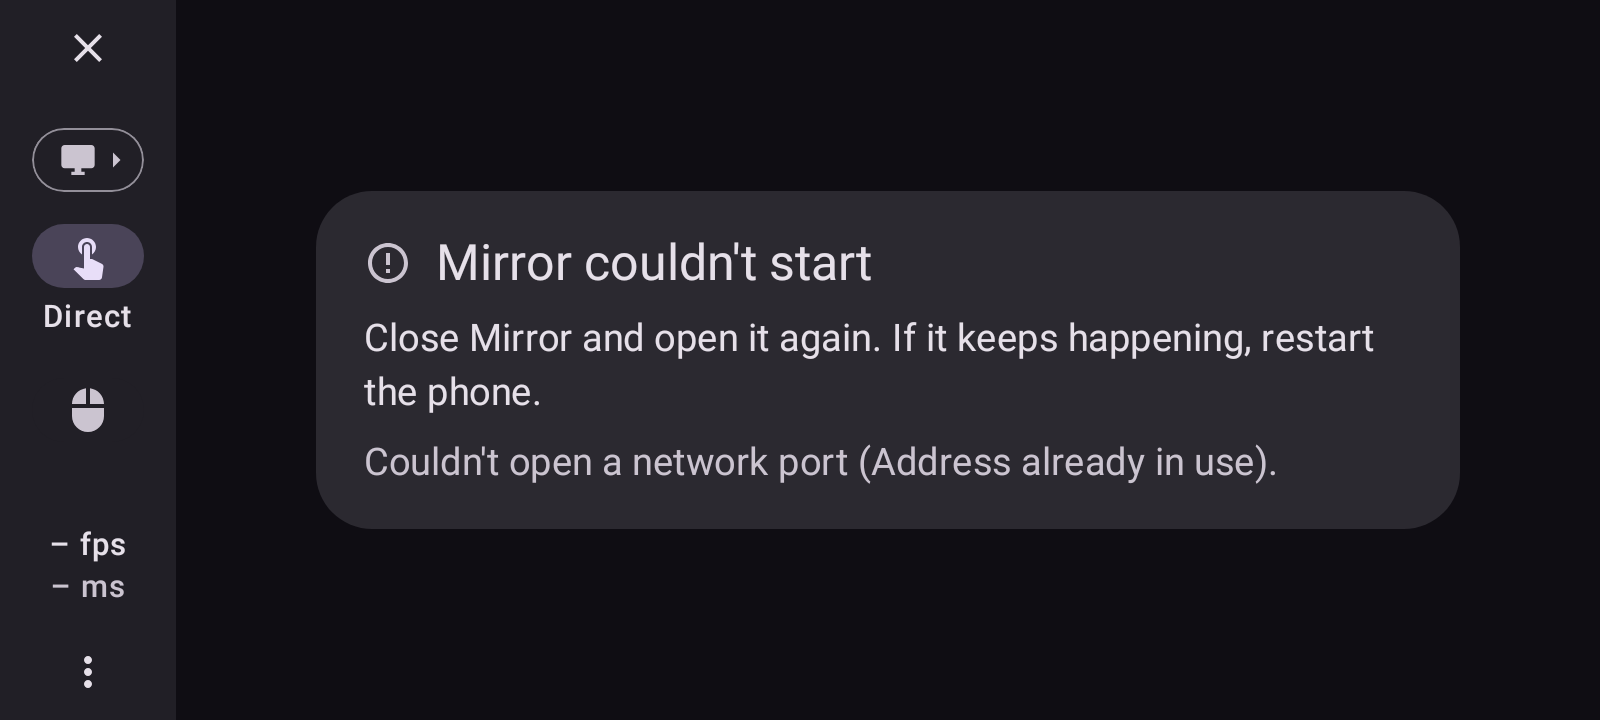 Direct
– fps
– ms
Mirror couldn't start
Close Mirror and open it again. If it keeps happening, restart
the phone.
Couldn't open a network port (Address already in use).